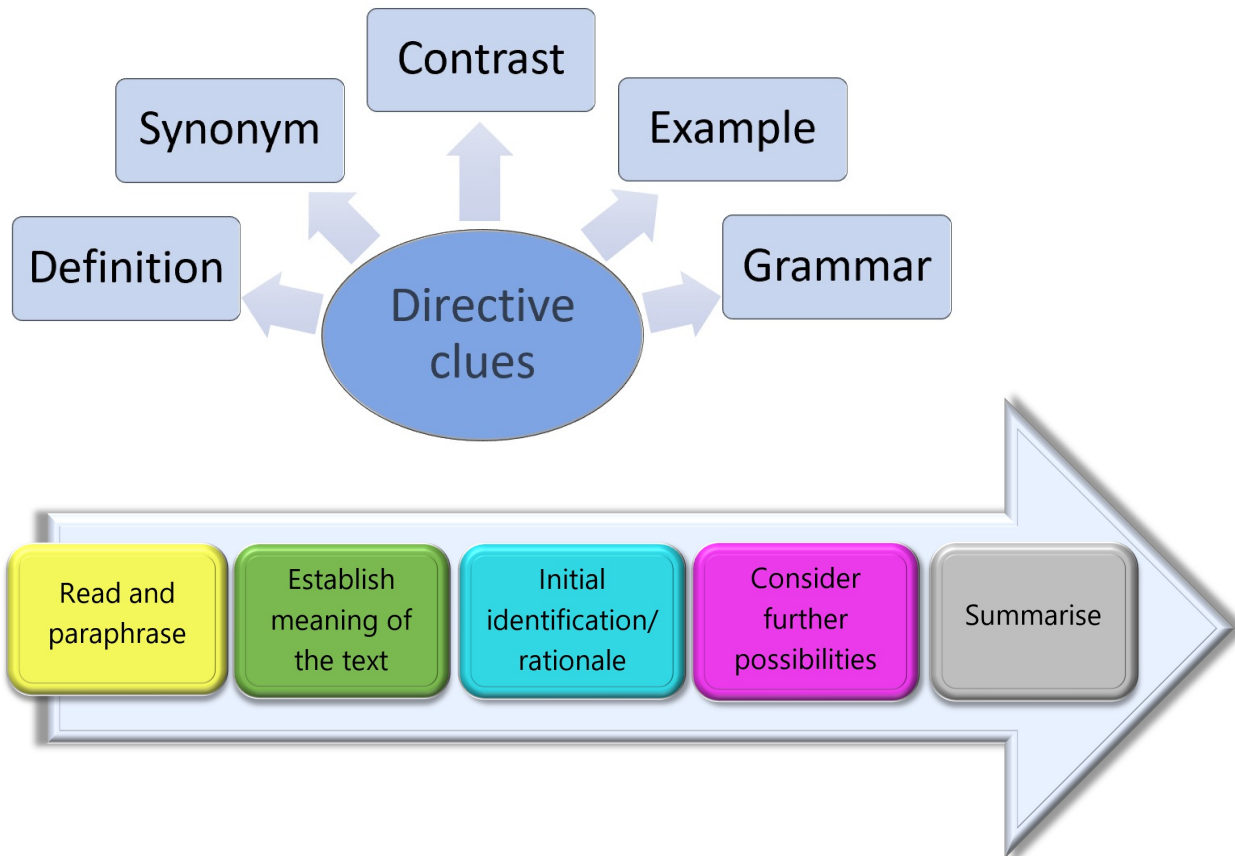 Contrast
Synonym
Example
Definition
Grammar
Directive
clues
Read and
paraphrase
Establish
meaning of
the text
Initial
identification/
rationale
Consider
further
possibilities
Summarise